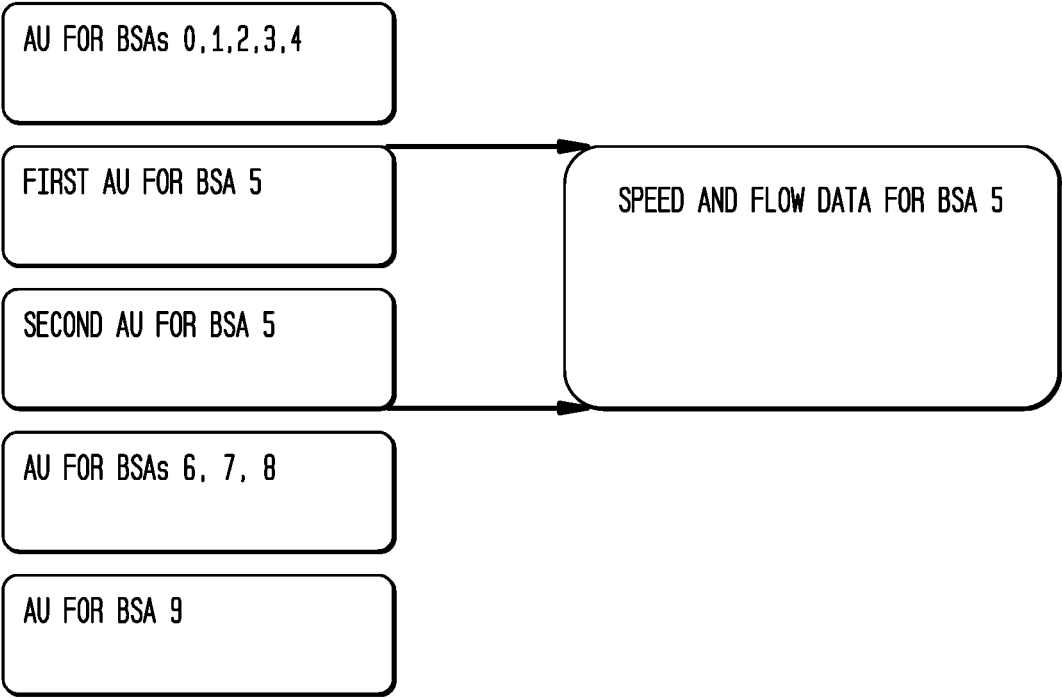 AU FOR BSAs 0,1,2,3,4
FIRST AU FOR BSA 5
SPEED AND FLOW DATA FOR BSA 5
SECOND AU FOR BSA 5
AU FOR BSAs 6, 7, 8
AU FOR BSA 9